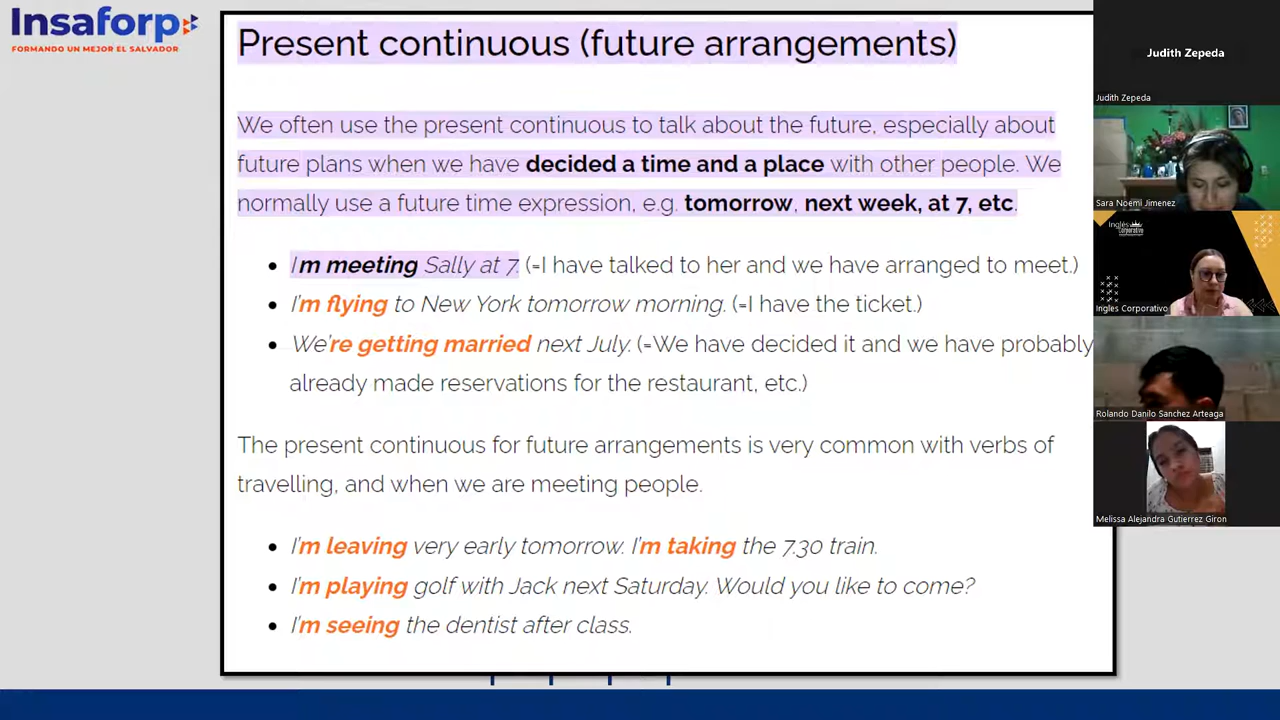 Insaforp
FORMANDO UN MEJOR EL SALVADOR
Present continuous (future arrangements)
We often use the present continuous to talk about the future, especially about
future plans when we have decided a time and a place with other people. We
normally use a future time expression, e.g. tomorrow, next week, at 7, etc.
I'm meeting Sally at 7. (=I have talked to her and we have arranged to meet.)
I'm flying to New York tomorrow morning. (=I have the ticket.)
We're getting married next July. (=We have decided it and we have probably
already made reservations for the restaurant, etc.)
The present continuous for future arrangements is very common with verbs of
travelling, and when we are meeting people.
I'm leaving very early tomorrow. I'm taking the 7.30 train.
I'm playing golf with Jack next Saturday. Would you like to come?
I'm seeing the dentist after class.
Judith Zepeda
Judith Zepeda
Sara Noemi Jimenez
Inglés
Corporativo
Ingles Corporativo
Rolando Danilo Sanchez Arteaga
Melissa Alejandra Gutierrez Giron